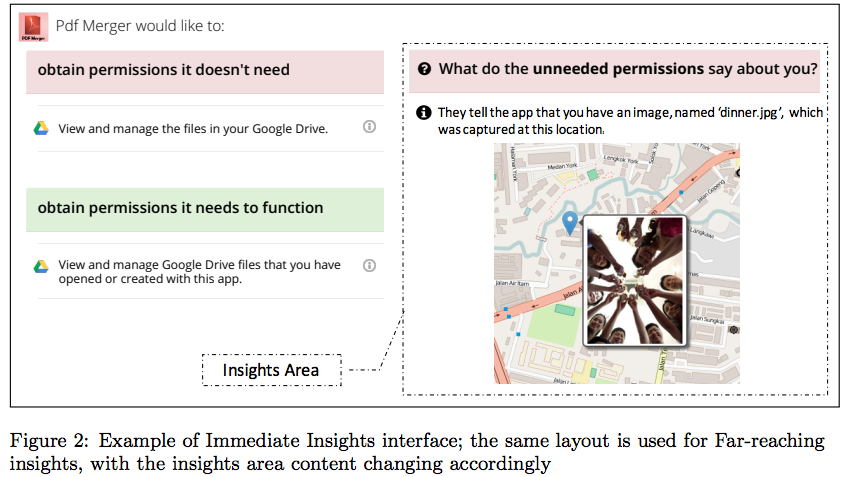 PDF Merger
Pdf Merger would like to:
obtain permissions it doesn't need
View and manage the files in your Google Drive.
obtain permissions it needs to function
View and manage Google Drive files that you have
opened or created with this app.
Insights Area
What do the unneeded permissions say about you?
They tell the app that you have an image, named ‘dinner.jpg’, which
was captured at this location.
Medan York
Lengkok York
Jalan Gopeng
Langkawi
Jalan Air Itam
Jalan A
Jalan Sungkai
Figure 2: Example of Immediate Insights interface; the same layout is used for Far-reaching
insights, with the insights area content changing accordingly